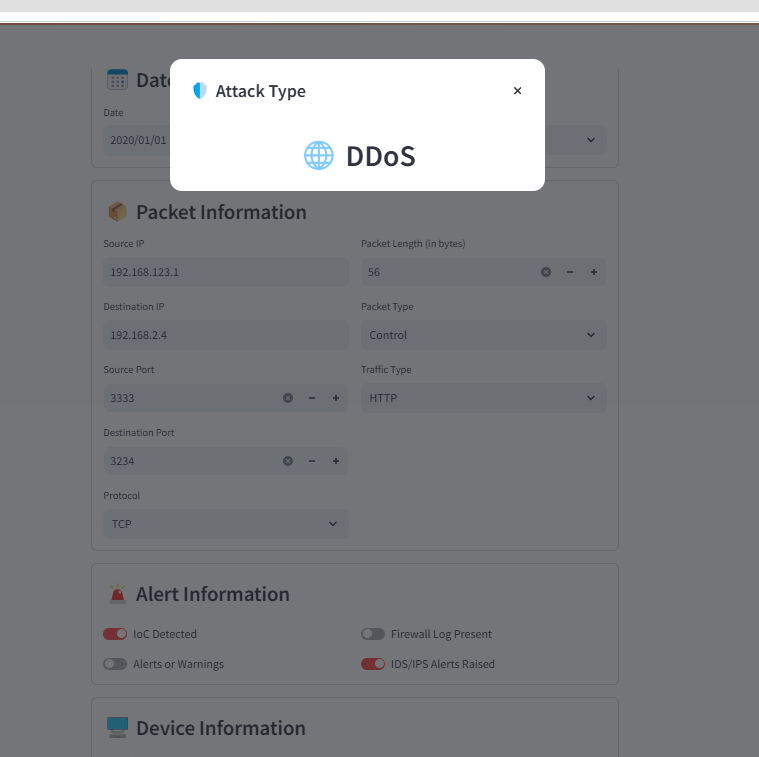 Attack Type
×
DDoS
Date
2020/01/01
Packet Information
Source IP
Packet Length (in bytes)
192.168.123.1
56
Destination IP
Packet Type
192.168.2.4
Control
Source Port
Traffic Type
3333
HTTP
Destination Port
3234
Protocol
TCP
Alert Information
IoC Detected
Firewall Log Present
Alerts or Warnings
IDS/IPS Alerts Raised
Device Information